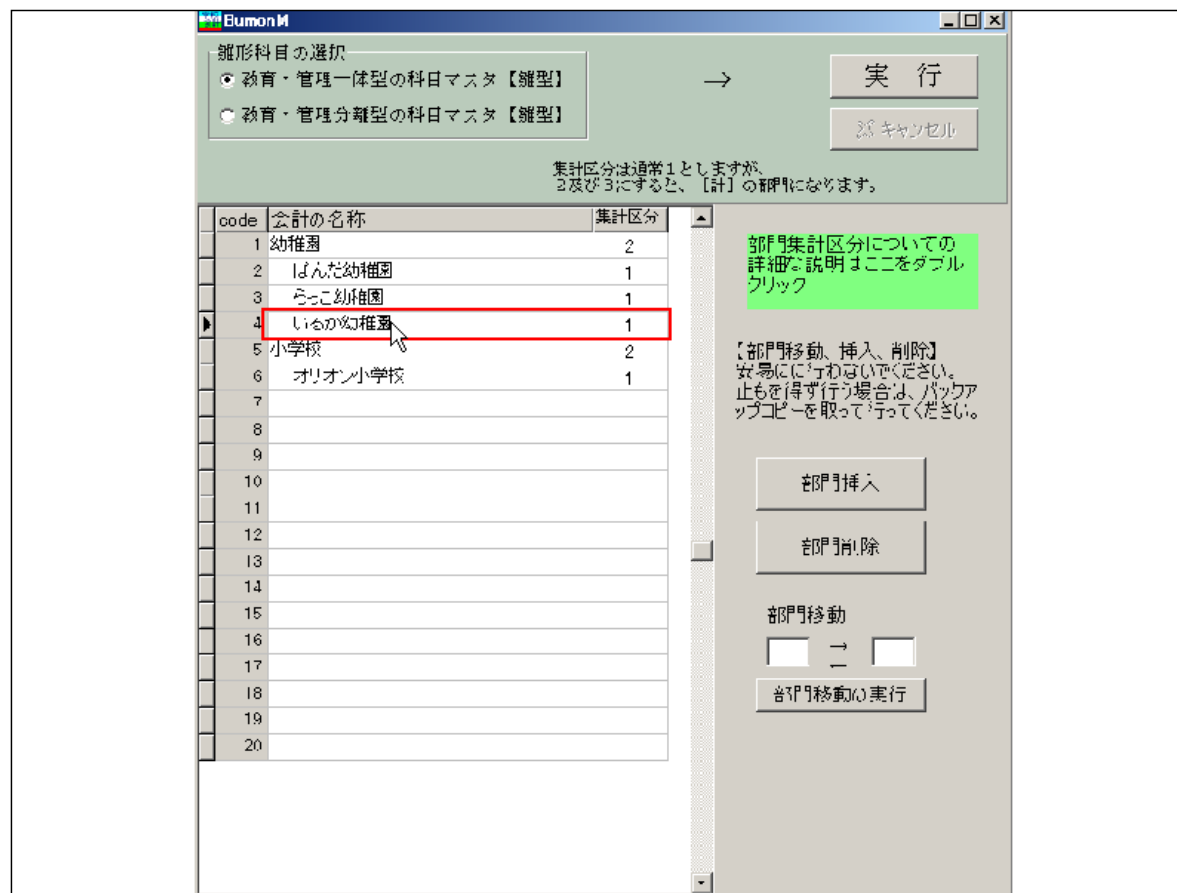 BumonM
雛形科目の選択
教育・管理一体型の科目マスタ【雛型】
教育・管理分離型の科目マスタ【雛型】
→
実 行
キャンセル
集計区分は通常1としますが、
2及び3にすると、［計］の部門になります。
code 会計の名称 集計区分
1 幼稚園 2
2 ぱんだ幼稚園 1
3 らっこ幼稚園 1
4 いるか幼稚園 1
5 小学校 2
6 オリオン小学校 1
7
8
9
10
11
12
13
14
15
16
17
18
19
20
部門集計区分についての
詳細な説明はここをダブル
クリック
【部門移動、挿入、削除】
安易にに行わないでください。
止もを得ず行う場合は、バックア
ップコピーを取って行ってください。
部門挿入
部門削除
部門移動
→
部門移動の実行